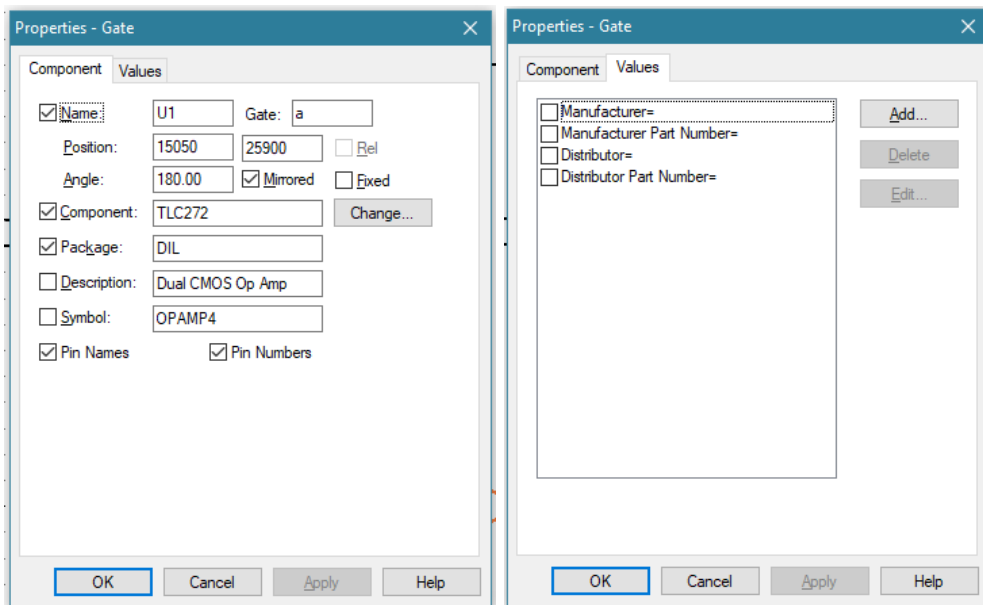 Properties - Gate
Component Values
Name: U1 Gate: a
Position: 15050 25900 Rel
Angle: 180.00 Mirrored Fixed
Component: TLC272 Change...
Package: DIL
Description: Dual CMOS Op Amp
Symbol: OPAMP4
Pin Names Pin Numbers
OK Cancel Apply Help
Properties - Gate
Component Values
Manufacturer= Add...
Manufacturer Part Number=
Distributor= Delete
Distributor Part Number=
Edit...
OK Cancel Apply Help